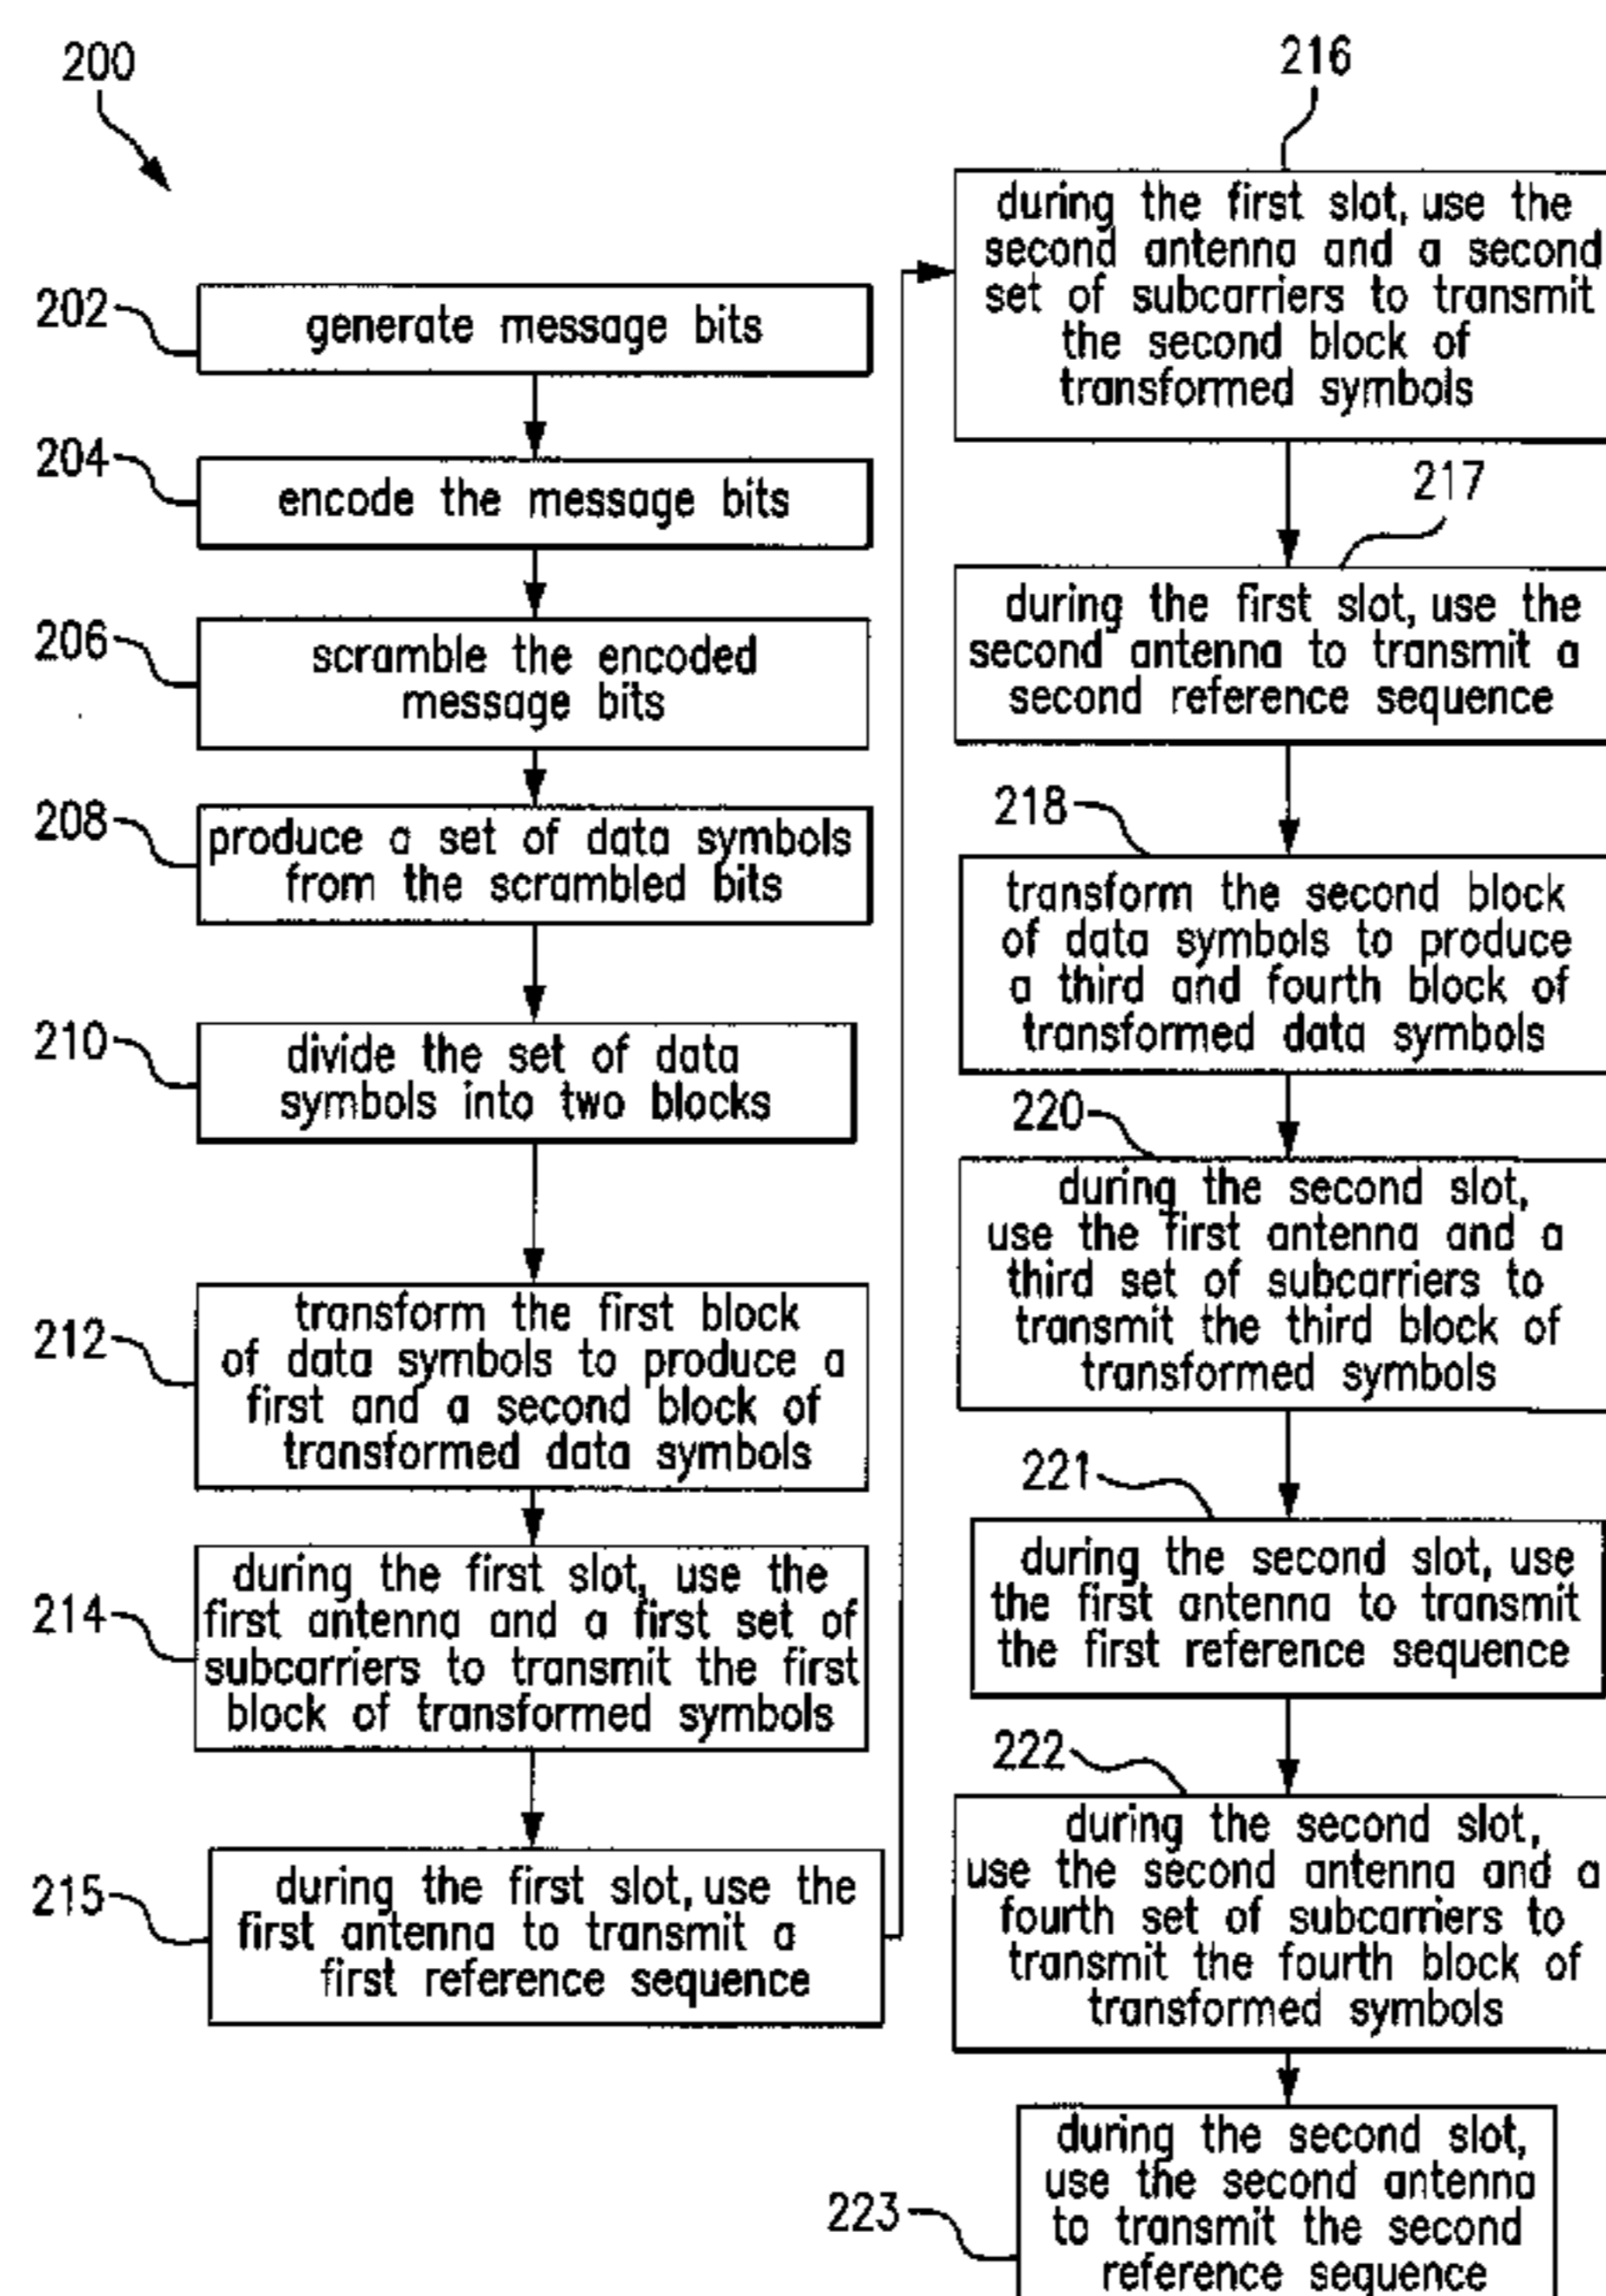 200
202
generate message bits
204
encode the message bits
206
scramble the encoded
message bits
208
produce a set of data symbols
from the scrambled bits
210
divide the set of data
symbols into two blocks
212
transform the first block
of data symbols to produce a
first and a second block of
transformed data symbols
214
during the first slot, use the
first antenna and a first set of
subcarriers to transmit the first
block of transformed symbols
215
during the first slot, use the
first antenna to transmit a
first reference sequence
216
during the first slot, use the
second antenna and a second
set of subcarriers to transmit
the second block of
transformed symbols
217
during the first slot, use the
second antenna to transmit a
second reference sequence
218
transform the second block
of data symbols to produce
a third and fourth block of
transformed data symbols
220
during the second slot,
use the first antenna and a
third set of subcarriers to
transmit the third block of
transformed symbols
221
during the second slot, use
the first antenna to transmit
the first reference sequence
222
during the second slot,
use the second antenna and a
fourth set of subcarriers to
transmit the fourth block of
transformed symbols
223
during the second slot,
use the second antenna
to transmit the second
reference sequence